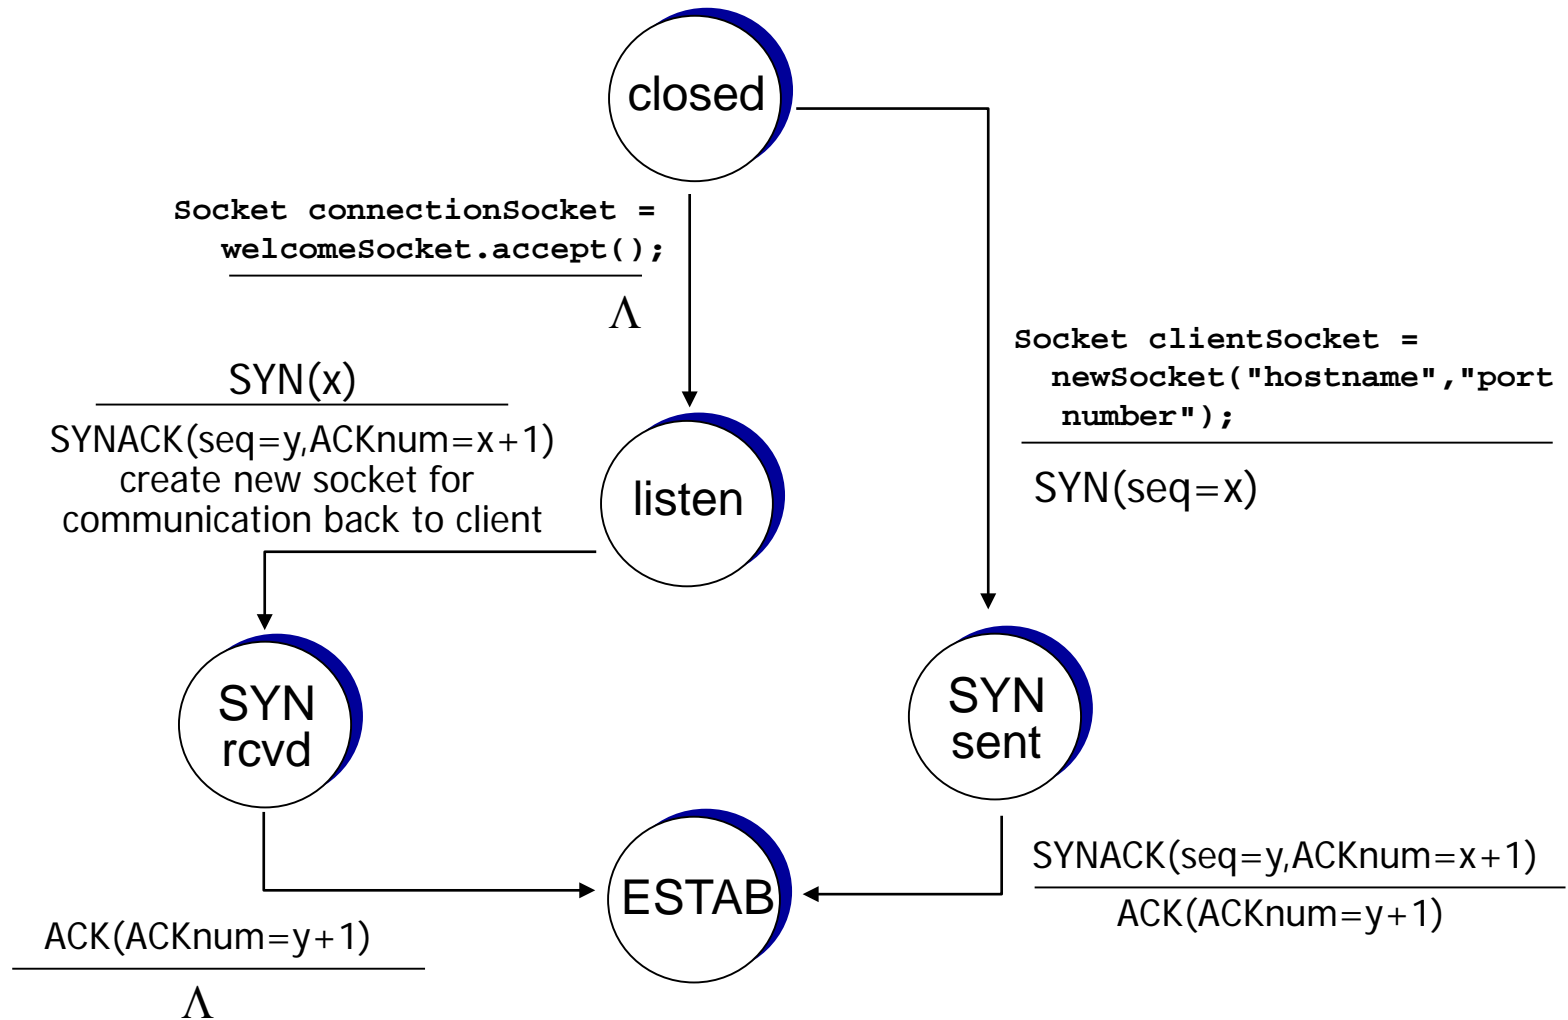 closed
Socket connectionSocket =
welcomeSocket.accept();
Λ
Socket clientSocket =
newSocket("hostname","port
number");
SYN(seq=x)
SYN(x)
SYNACK(seq=y,ACKnum=x+1)
create new socket for
communication back to client
listen
SYN
rcvd
SYN
sent
ESTAB
SYNACK(seq=y,ACKnum=x+1)
ACK(ACKnum=y+1)
ACK(ACKnum=y+1)
Λ